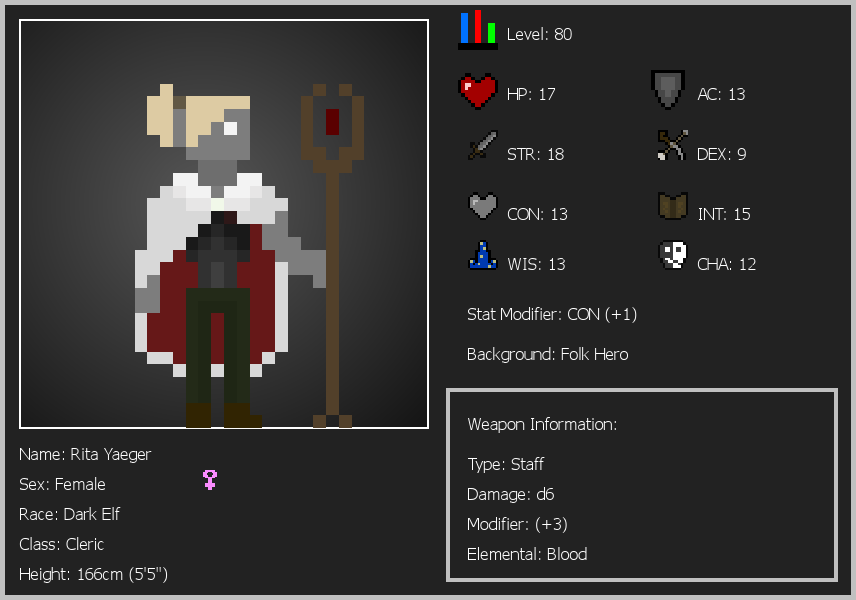 Level: 80
HP: 17
AC: 13
STR: 18
DEX: 9
CON: 13
INT: 15
WIS: 13
CHA: 12
Stat Modifier: CON (+1)
Background: Folk Hero
Weapon Information:
Type: Staff
Damage: d6
Modifier: (+3)
Elemental: Blood
Name: Rita Yaeger
Sex: Female
Race: Dark Elf
Class: Cleric
Height: 166cm (5'5")